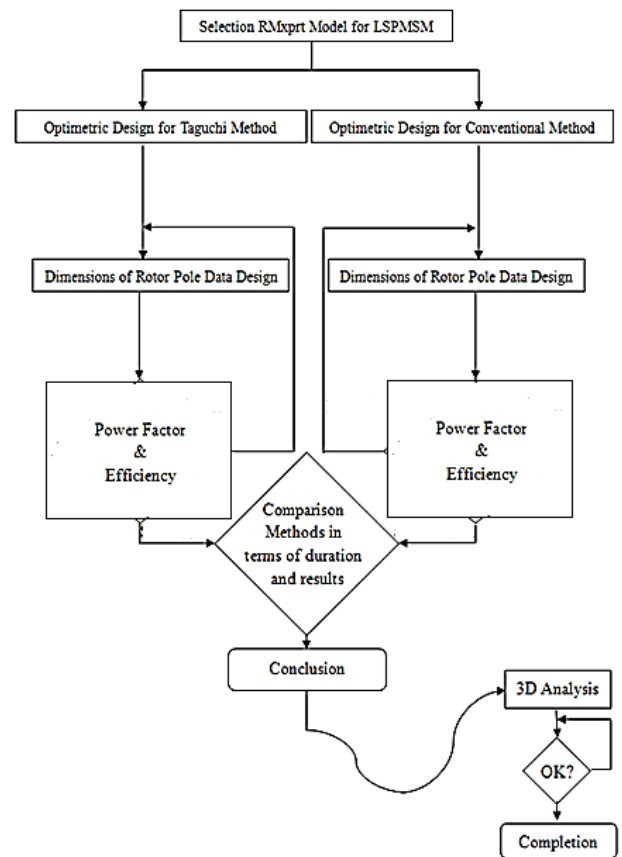 Selection RMxprt Model for LSPMSM
Optimetric Design for Taguchi Method
Optimetric Design for Conventional Method
Dimensions of Rotor Pole Data Design
Dimensions of Rotor Pole Data Design
Power Factor
&
Efficiency
Power Factor
&
Efficiency
Comparison
Methods in
terms of duration
and results
Conclusion
3D Analysis
OK?
Completion